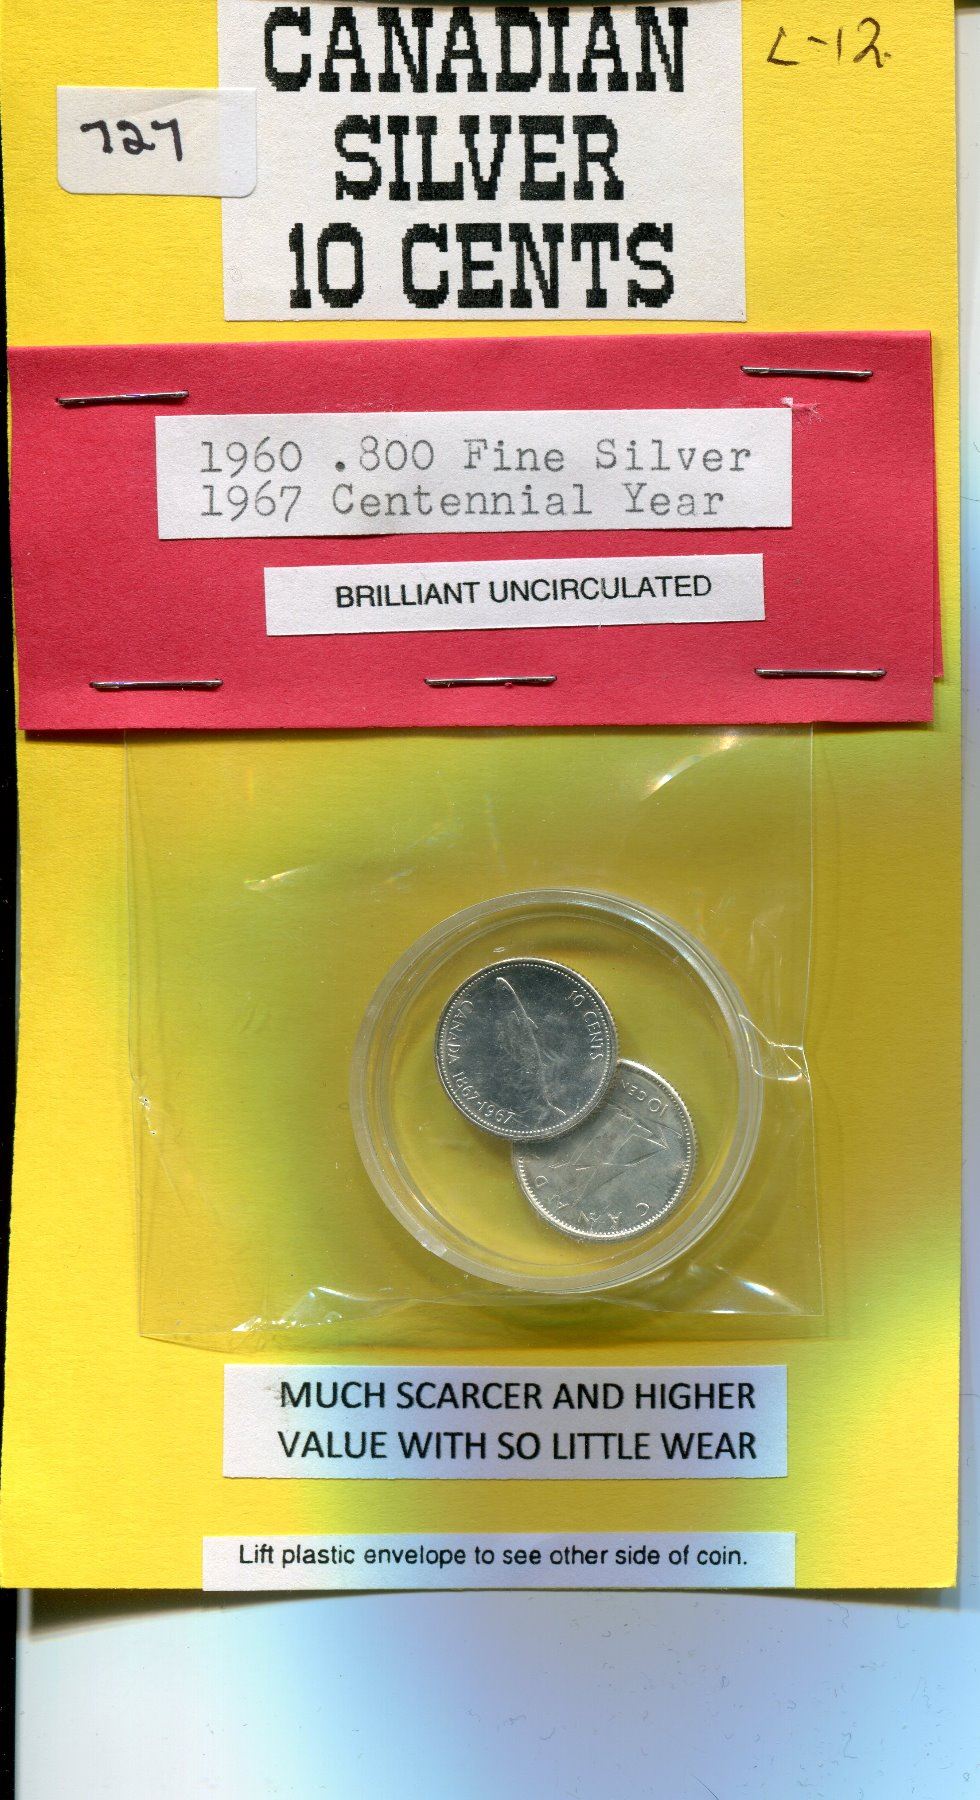 CANADIAN
SILVER
10 CENTS
L-12.
727
1960 .800 Fine Silver
1967 Centennial Year
BRILLIANT UNCIRCULATED
10 CENTS
CANADA 1867-1967
10 CEN
CANAD
MUCH SCARCER AND HIGHER
VALUE WITH SO LITTLE WEAR
Lift plastic envelope to see other side of coin.